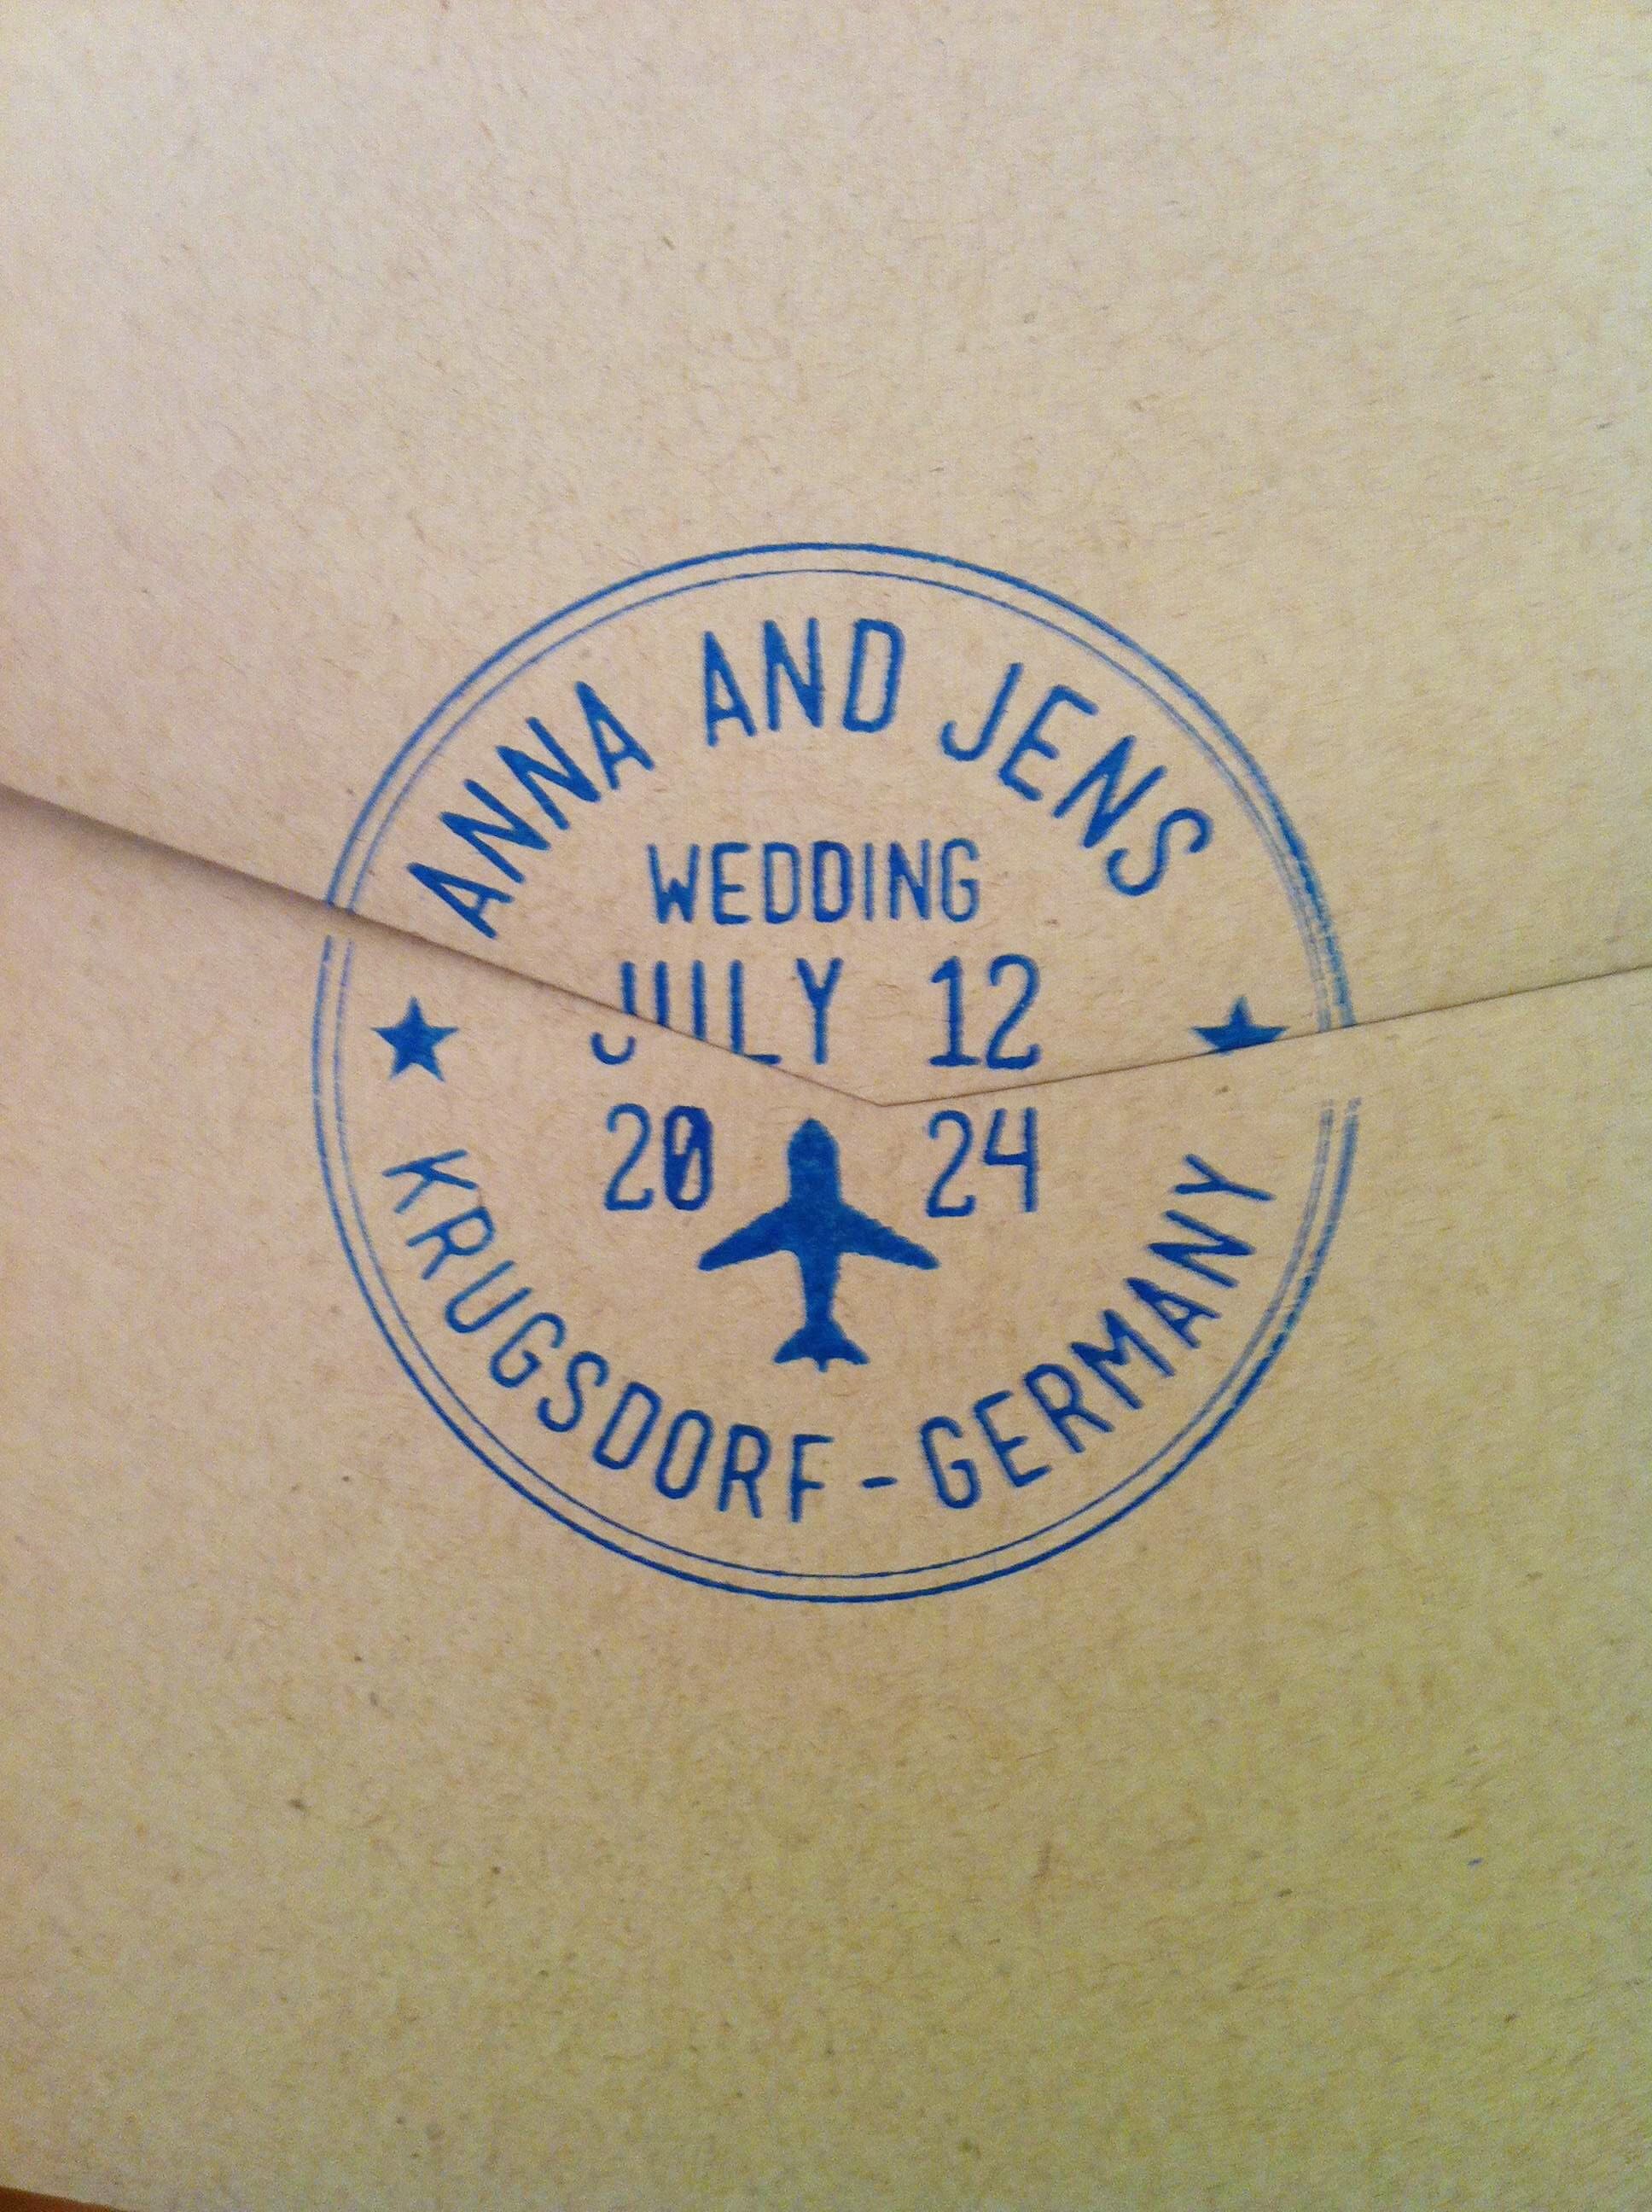 ANNA AND JENS
WEDDING
JULY 12
20 24
KRUGSDORF - GERMANY